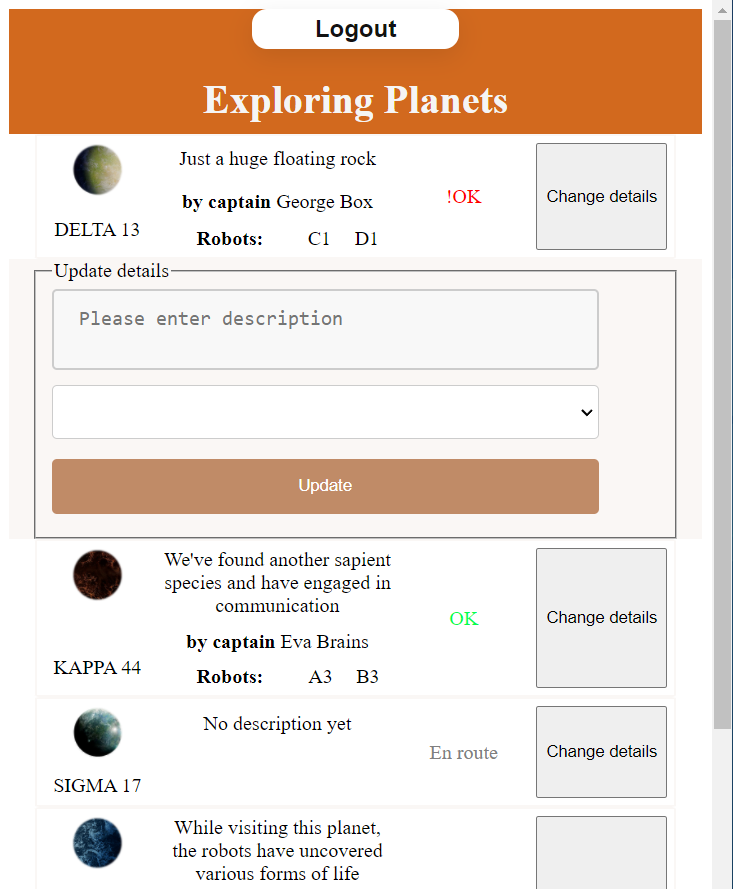 Logout
Exploring Planets
Just a huge floating rock
by captain George Box
DELTA 13
Robots: C1 D1
!OK
Change details
Update details
Please enter description
Update
We've found another sapient
species and have engaged in
communication
by captain Eva Brains
KAPPA 44
Robots: A3 B3
OK
Change details
No description yet
SIGMA 17
En route
Change details
While visiting this planet,
the robots have uncovered
various forms of life